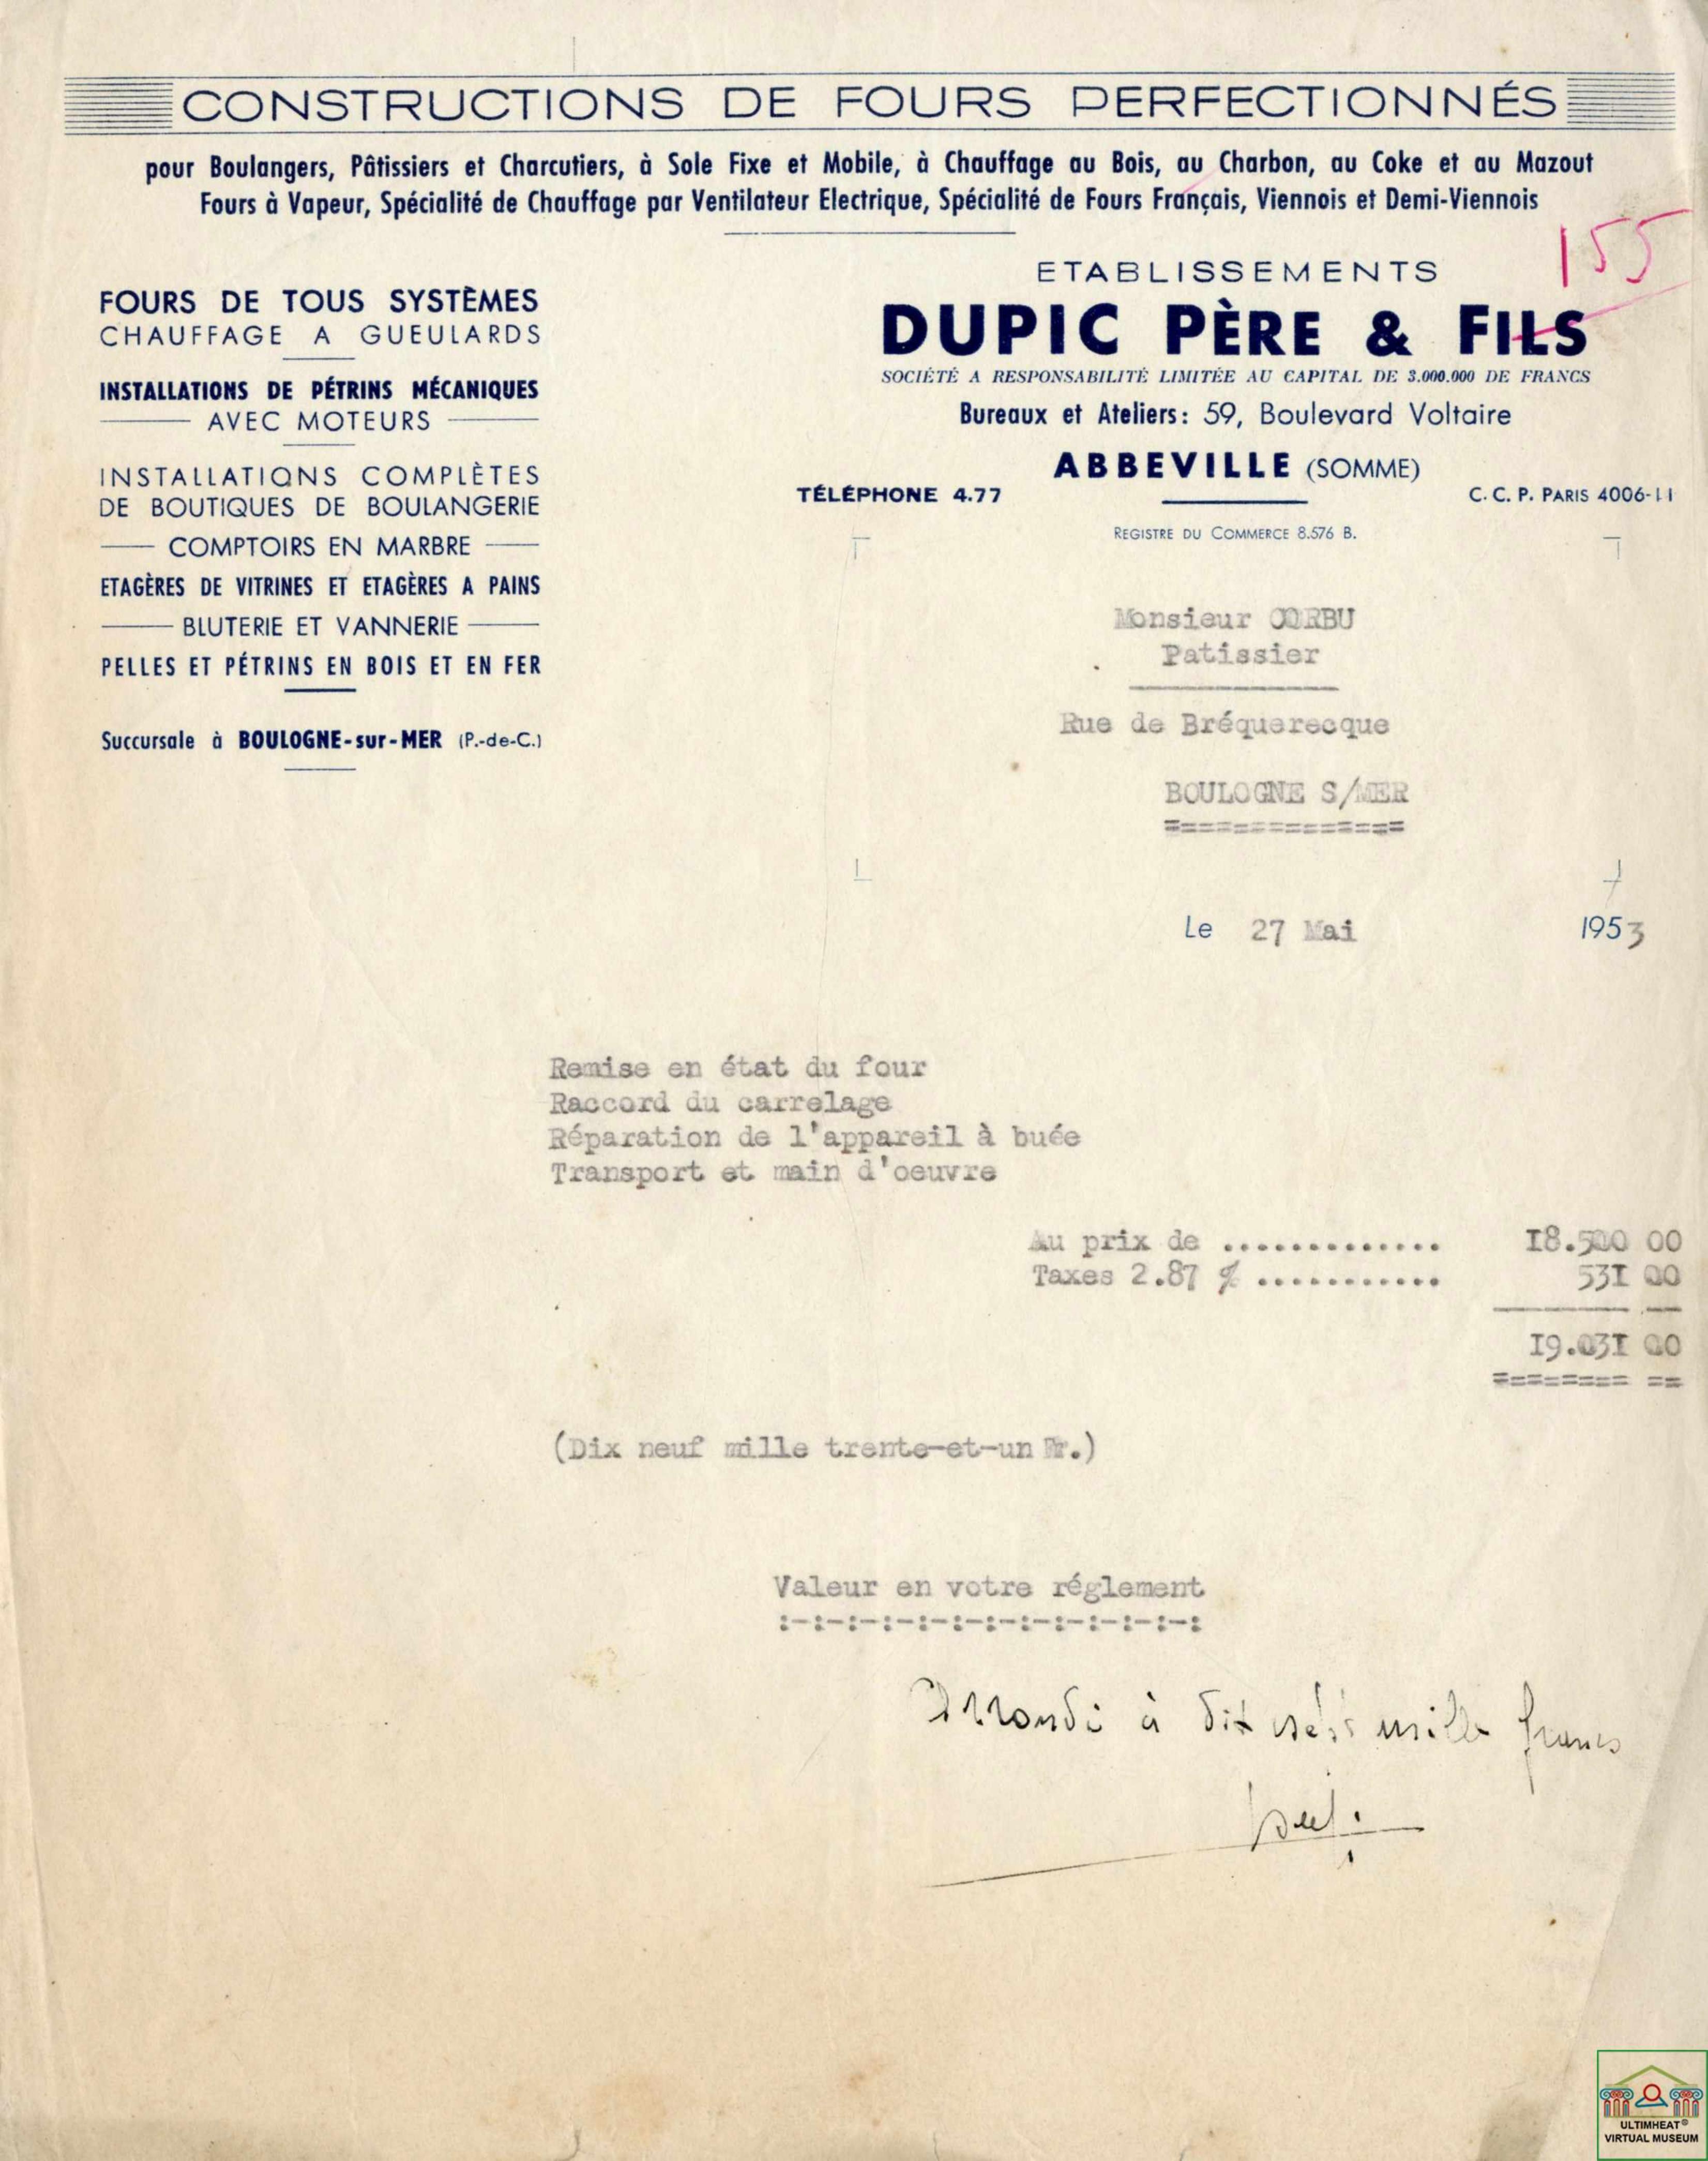 CONSTRUCTIONS DE FOURS PERFECTIONNÉS
pour Boulangers, Pâtissiers et Charcutiers, à Sole Fixe et Mobile, à Chauffage au Bois, au Charbon, au Coke et au Mazout
Fours à Vapeur, Spécialité de Chauffage par Ventilateur Electrique, Spécialité de Fours Français, Viennois et Demi-Viennois
155
FOURS DE TOUS SYSTÈMES
CHAUFFAGE A GUEULARDS
INSTALLATIONS DE PÉTRINS MÉCANIQUES
AVEC MOTEURS
INSTALLATIONS COMPLÈTES
DE BOUTIQUES DE BOULANGERIE
COMPTOIRS EN MARBRE
ETAGÈRES DE VITRINES ET ETAGÈRES A PAINS
BLUTERIE ET VANNERIE
PELLES ET PÉTRINS EN BOIS ET EN FER
Succursale à BOULOGNE-sur-MER (P.-de-C.)
ETABLISSEMENTS
DUPIC PÈRE & FILS
SOCIÉTÉ A RESPONSABILITÉ LIMITÉE AU CAPITAL DE 3.000.000 DE FRANCS
Bureaux et Ateliers: 59, Boulevard Voltaire
ABBEVILLE (SOMME)
TÉLÉPHONE 4.77
C. C. P. PARIS 4006-11
REGISTRE DU COMMERCE 8.576 B.
Monsieur CORBU
Patissier
Rue de Bréquerecque
BOULOGNE S/MER
==============
Le 27 Mai 1953
Remise en état du four
Raccord du carrelage
Réparation de l'appareil à buée
Transport et main d'oeuvre
Au prix de ............. I8.500 00
Taxes 2.87 % ........... 53I 00
I9.03I 00
======== ==
(Dix neuf mille trente-et-un Fr.)
Valeur en votre réglement
:-:-:-:-:-:-:-:-:-:-:-:-:
Arrondi à dix mille francs
ULTIMHEAT®
VIRTUAL MUSEUM